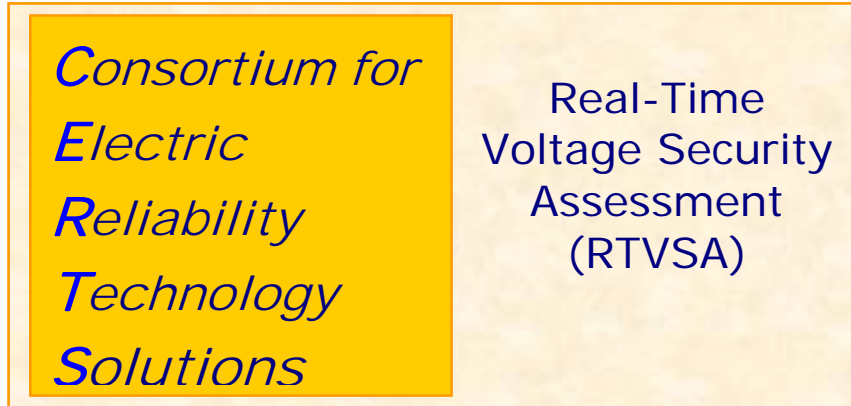 Consortium for
Electric
Reliability
Technology
Solutions
Real-Time
Voltage Security
Assessment
(RTVSA)